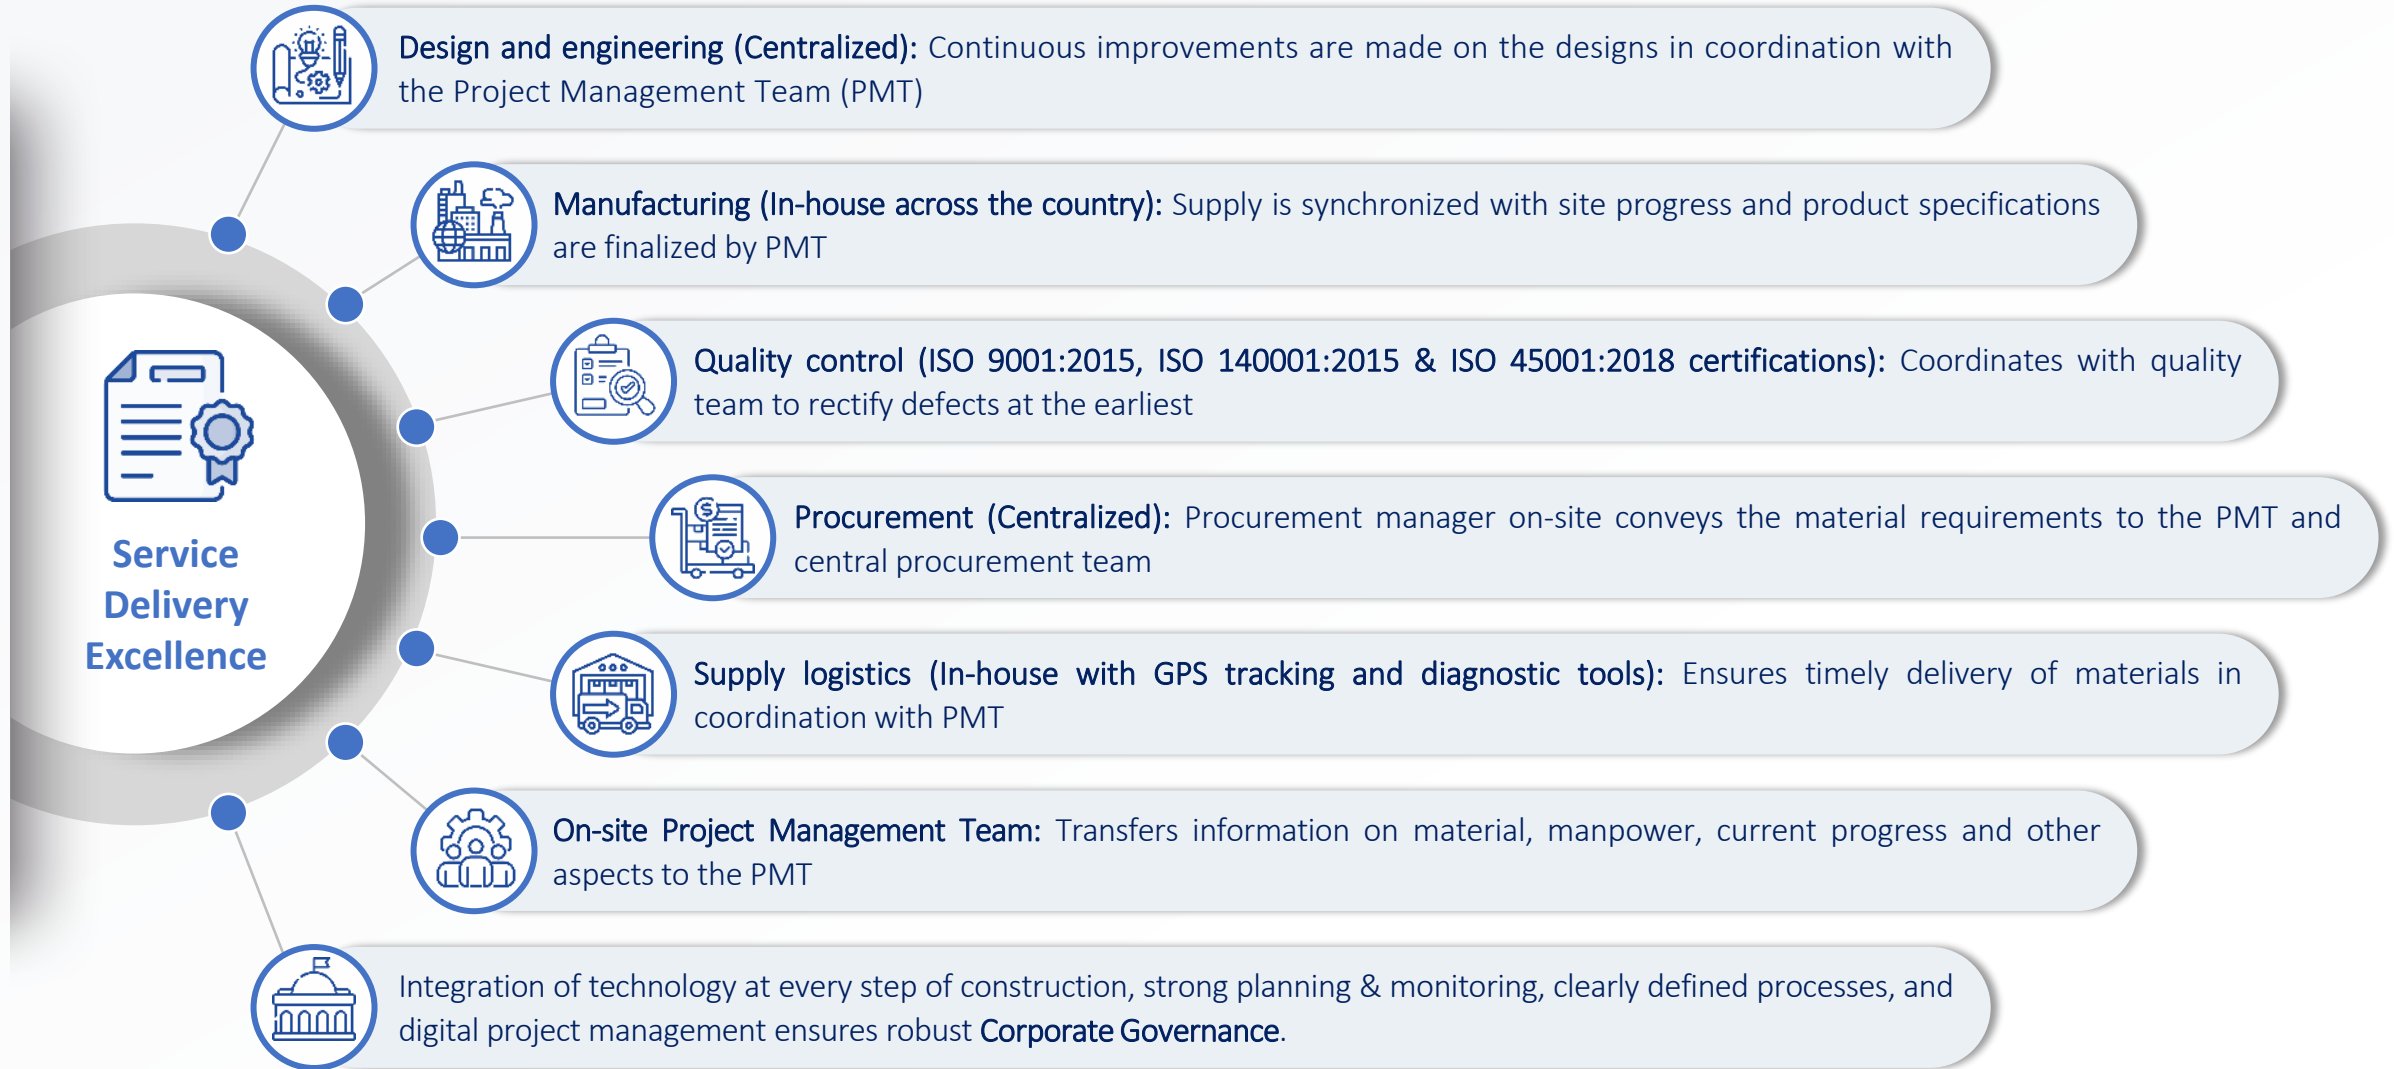 Design and engineering (Centralized): Continuous improvements are made on the designs in coordination with
the Project Management Team (PMT)
Manufacturing (In-house across the country): Supply is synchronized with site progress and product specifications
are finalized by PMT
Quality control (ISO 9001:2015, ISO 140001:2015 & ISO 45001:2018 certifications): Coordinates with quality
team to rectify defects at the earliest
Service
Delivery
Excellence
Procurement (Centralized): Procurement manager on-site conveys the material requirements to the PMT and
central procurement team
Supply logistics (In-house with GPS tracking and diagnostic tools): Ensures timely delivery of materials in
coordination with PMT
On-site Project Management Team: Transfers information on material, manpower, current progress and other
aspects to the PMT
Integration of technology at every step of construction, strong planning & monitoring, clearly defined processes, and
digital project management ensures robust Corporate Governance.